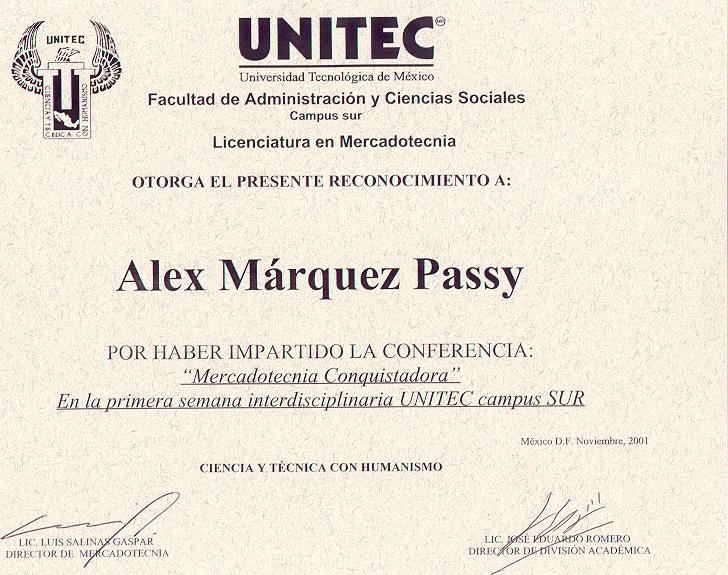 UNITEC
UNITEC®
Universidad Tecnológica de México
Facultad de Administración y Ciencias Sociales
Campus sur
Licenciatura en Mercadotecnia
OTORGA EL PRESENTE RECONOCIMIENTO A:
Alex Márquez Passy
POR HABER IMPARTIDO LA CONFERENCIA:
“Mercadotecnia Conquistadora”
En la primera semana interdisciplinaria UNITEC campus SUR
México D.F. Noviembre, 2001
CIENCIA Y TÉCNICA CON HUMANISMO
LIC. LUIS SALINAS GASPAR
DIRECTOR DE MERCADOTECNIA
LIC. JOSÉ EDUARDO ROMERO
DIRECTOR DE DIVISIÓN ACADÉMICA